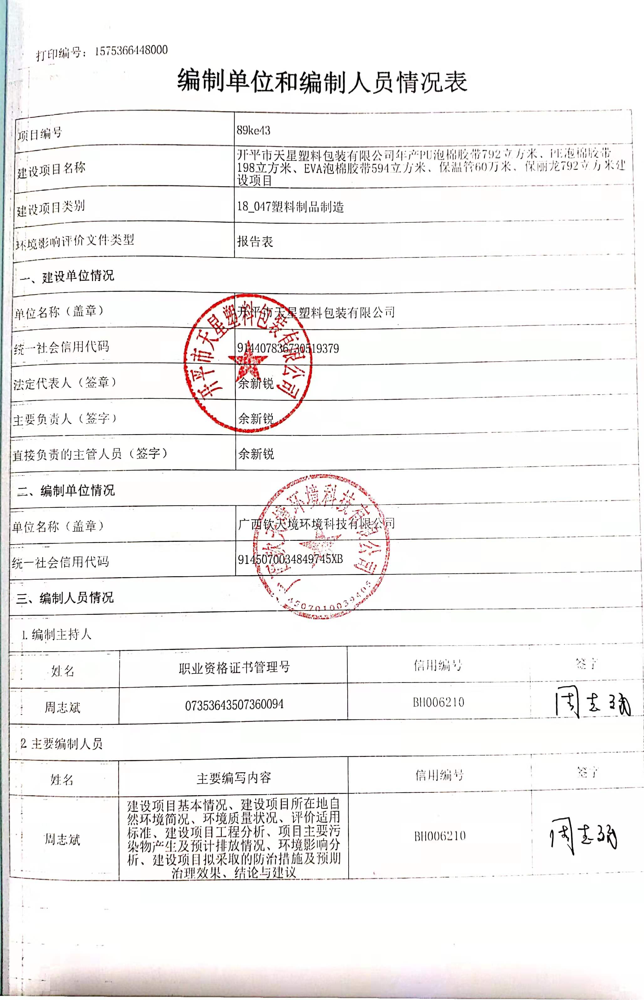 打印编号：1575366448000
编制单位和编制人员情况表
项目编号 89ke43
建设项目名称 开平市天星塑料包装有限公司年产PU泡棉胶带792立方米、PE泡棉胶带
198立方米、EVA泡棉胶带594立方米、保温管60万米、保丽龙792立方米建
设项目
建设项目类别 18_047塑料制品制造
环境影响评价文件类型 报告表
一、建设单位情况
单位名称（盖章） 开平市天星塑料包装有限公司
统一社会信用代码 914407836730519379
法定代表人（签章） 余新锐
主要负责人（签字） 余新锐
直接负责的主管人员（签字） 余新锐
开平市天星塑料包装有限公司
二、编制单位情况
单位名称（盖章） 广西钦天境环境科技有限公司
统一社会信用代码 9145070034849745XB
广西钦天境环境科技有限公司
三、编制人员情况
1.编制主持人
姓名 职业资格证书管理号 信用编号 签字
周志斌 07353643507360094 BH006210 周志斌
2 主要编制人员
姓名 主要编写内容 信用编号 签字
周志斌 建设项目基本情况、建设项目所在地自
然环境简况、环境质量状况、评价适用
标准、建设项目工程分析、项目主要污
染物产生及预计排放情况、环境影响分
析、建设项目拟采取的防治措施及预期
治理效果、结论与建议
BH006210 周志斌